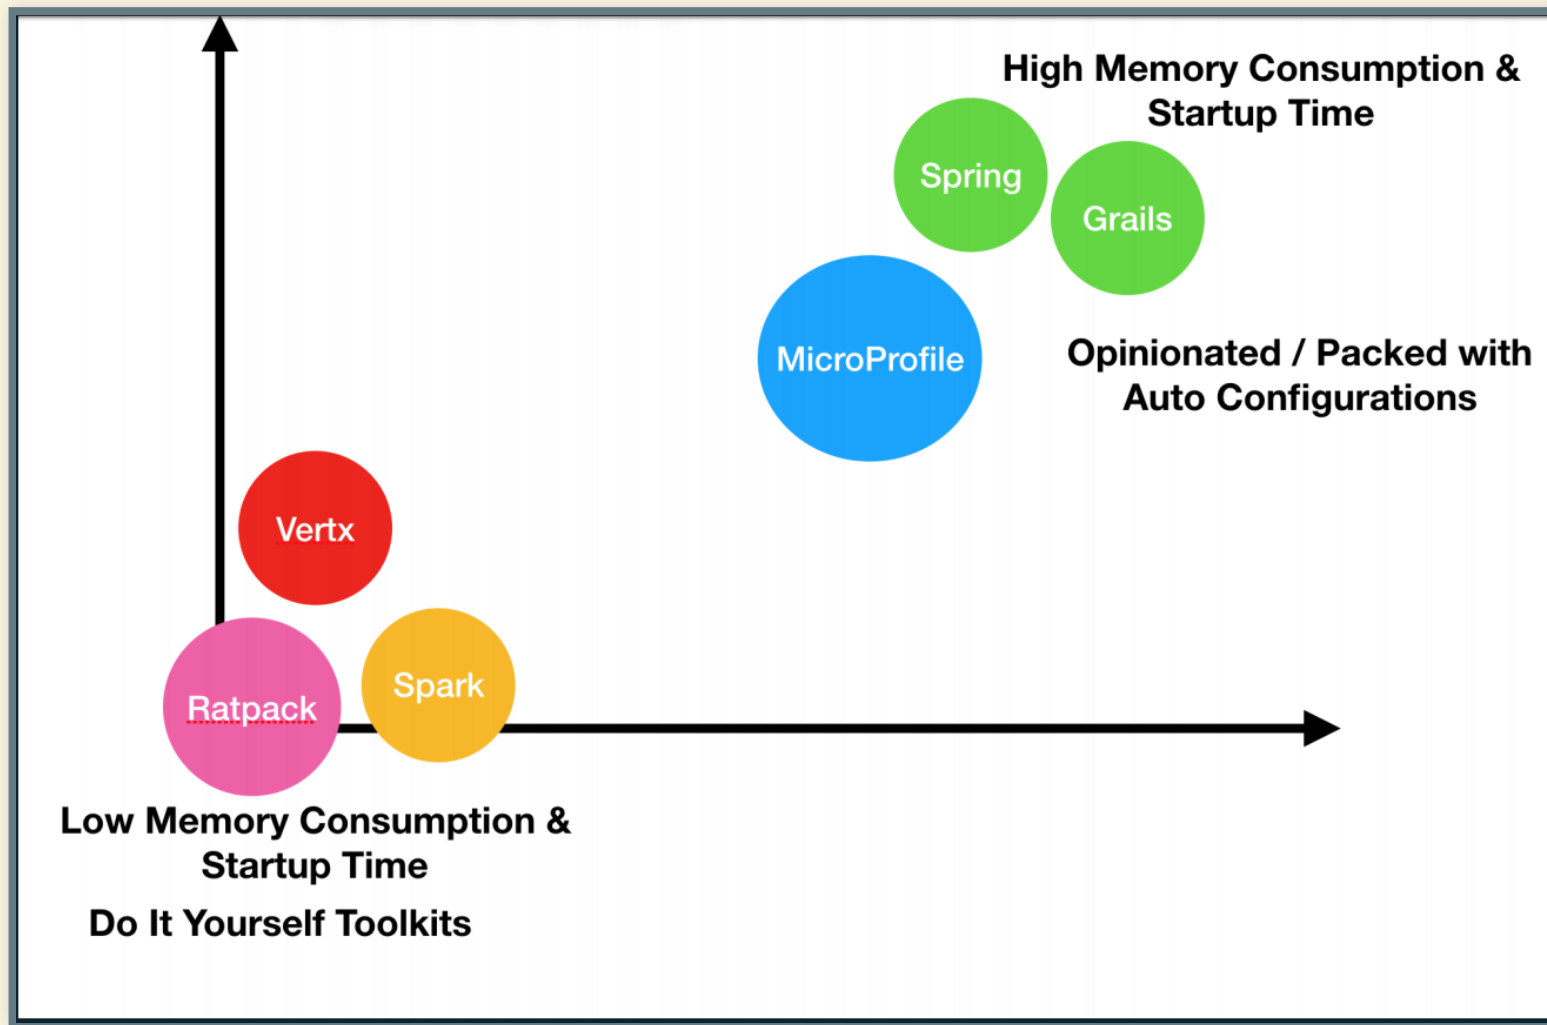 High Memory Consumption &
Startup Time
Spring
Grails
MicroProfile
Opinionated / Packed with
Auto Configurations
Vertx
Spark
Ratpack
Low Memory Consumption &
Startup Time
Do It Yourself Toolkits